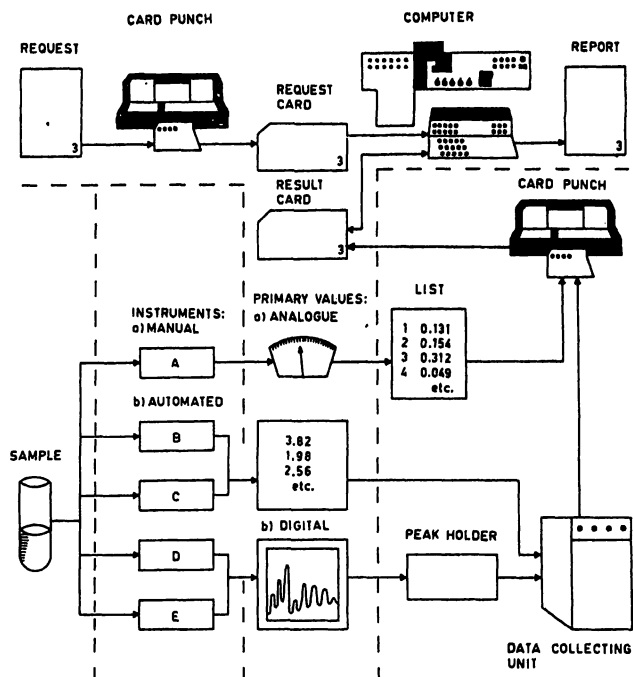 CARD PUNCH
COMPUTER
REQUEST
REPORT
REQUEST
CARD
3
3
3
RESULT
CARD
3
CARD PUNCH
LIST
INSTRUMENTS:
a) MANUAL
PRIMARY VALUES:
a) ANALOGUE
1 0.131
2 0.154
3 0.312
4 0.049
etc.
A
b) AUTOMATED
B
3.82
1.98
2.56
etc.
SAMPLE
C
b) DIGITAL
PEAK HOLDER
D
E
DATA COLLECTING
UNIT